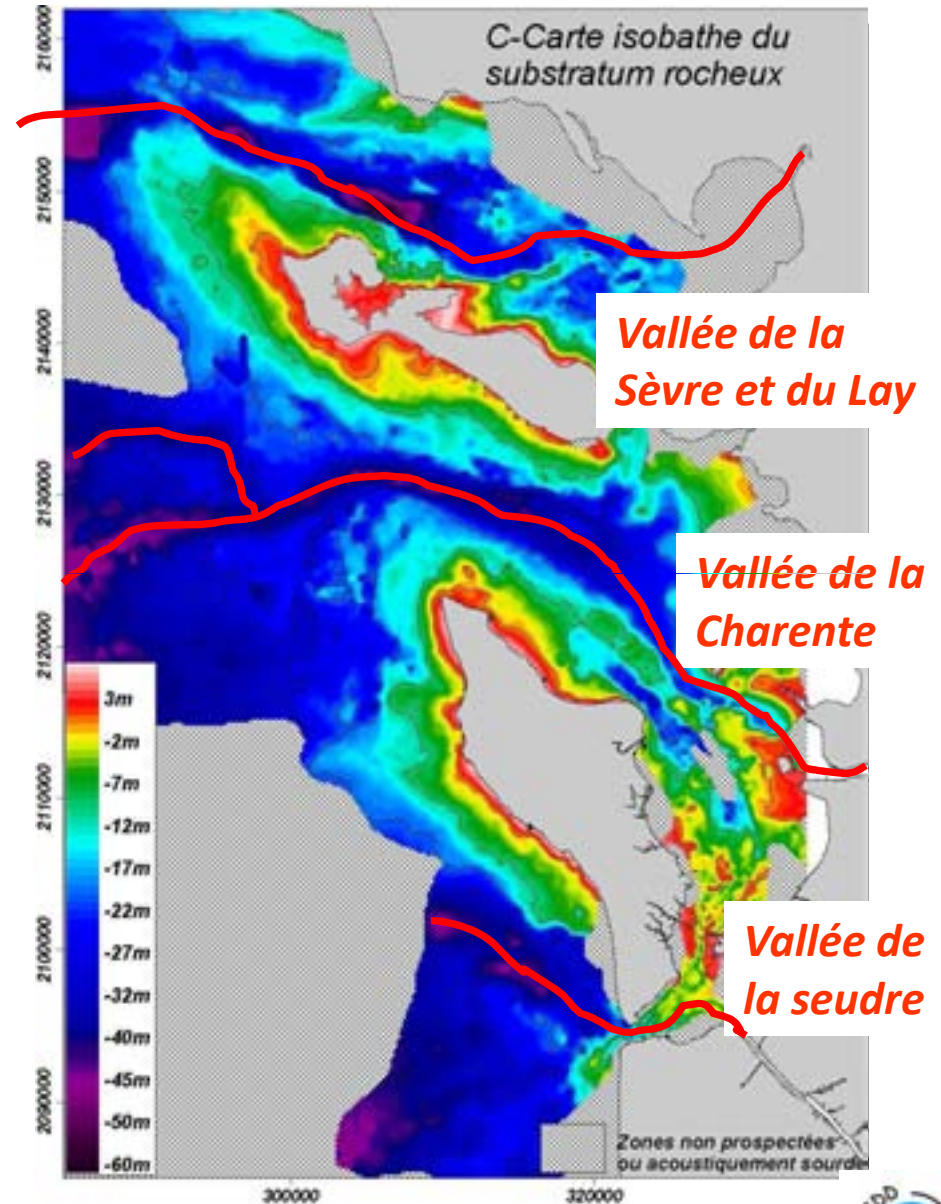 C-Carte isobathe du
substratum rocheux
2160000
2150000
2140000
2130000
2120000
2110000
2100000
2090000
Vallée de la
Sèvre et du Lay
Vallée de la
Charente
Vallée de
la seudre
3m
-2m
-7m
-12m
-17m
-22m
-27m
-32m
-40m
-45m
-50m
-60m
Zones non prospectées
ou acoustiquement sourde
300000
320000